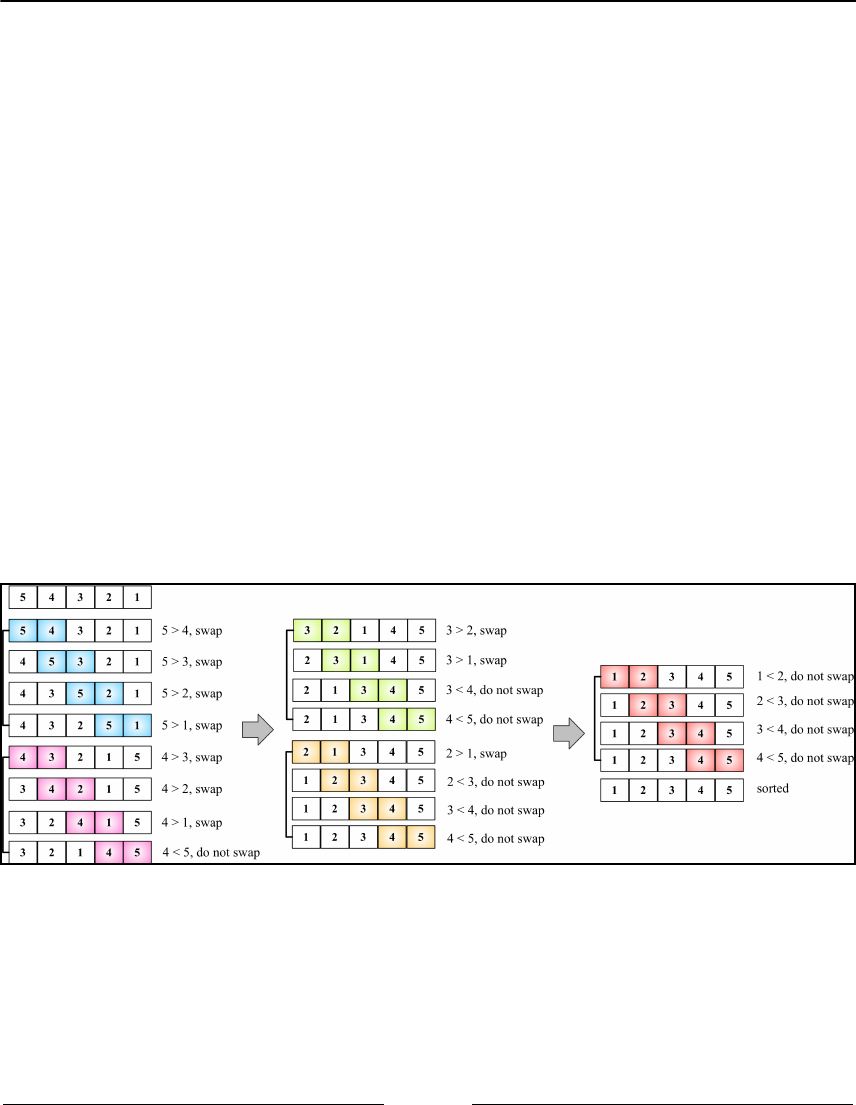 5 4 3 2 1
5 4 3 2 1 5 > 4, swap
4 5 3 2 1 5 > 3, swap
4 3 5 2 1 5 > 2, swap
4 3 2 5 1 5 > 1, swap
4 3 2 1 5 4 > 3, swap
3 4 2 1 5 4 > 2, swap
3 2 4 1 5 4 > 1, swap
3 2 1 4 5 4 < 5, do not swap
3 2 1 4 5 3 > 2, swap
2 3 1 4 5 3 > 1, swap
2 1 3 4 5 3 < 4, do not swap
2 1 3 4 5 4 < 5, do not swap
2 1 3 4 5 2 > 1, swap
1 2 3 4 5 2 < 3, do not swap
1 2 3 4 5 3 < 4, do not swap
1 2 3 4 5 4 < 5, do not swap
1 2 3 4 5 1 < 2, do not swap
1 2 3 4 5 2 < 3, do not swap
1 2 3 4 5 3 < 4, do not swap
1 2 3 4 5 4 < 5, do not swap
1 2 3 4 5 sorted